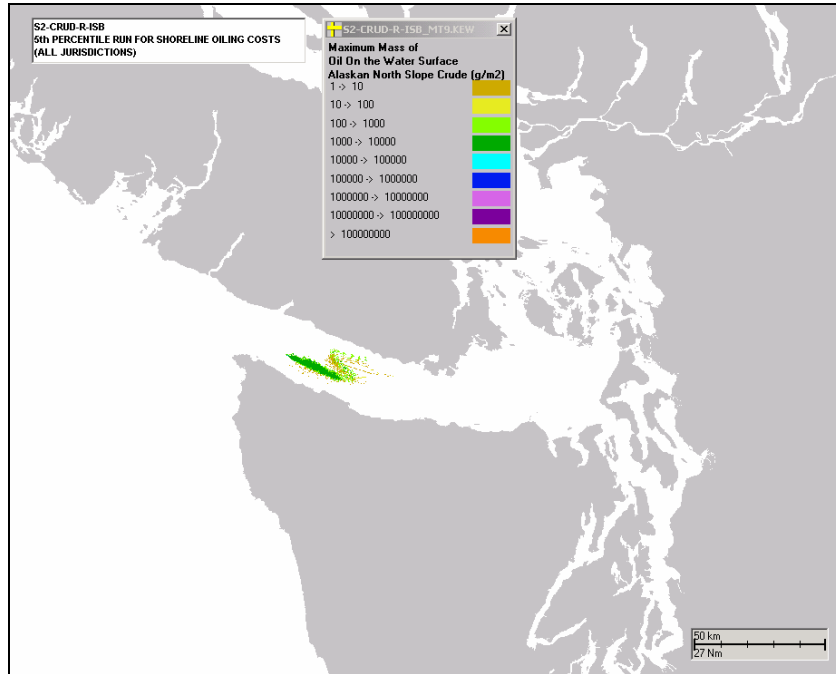 S2-CRUD-R-ISB
5th PERCENTILE RUN FOR SHORELINE OILING COSTS
(ALL JURISDICTIONS)
S2-CRUD-R-ISB_MT9.KEW
Maximum Mass of
Oil On the Water Surface
Alaskan North Slope Crude (g/m2)
1 -> 10
10 -> 100
100 -> 1000
1000 -> 10000
10000 -> 100000
100000 -> 1000000
1000000 -> 10000000
10000000 -> 100000000
> 100000000
50 km
27 Nm